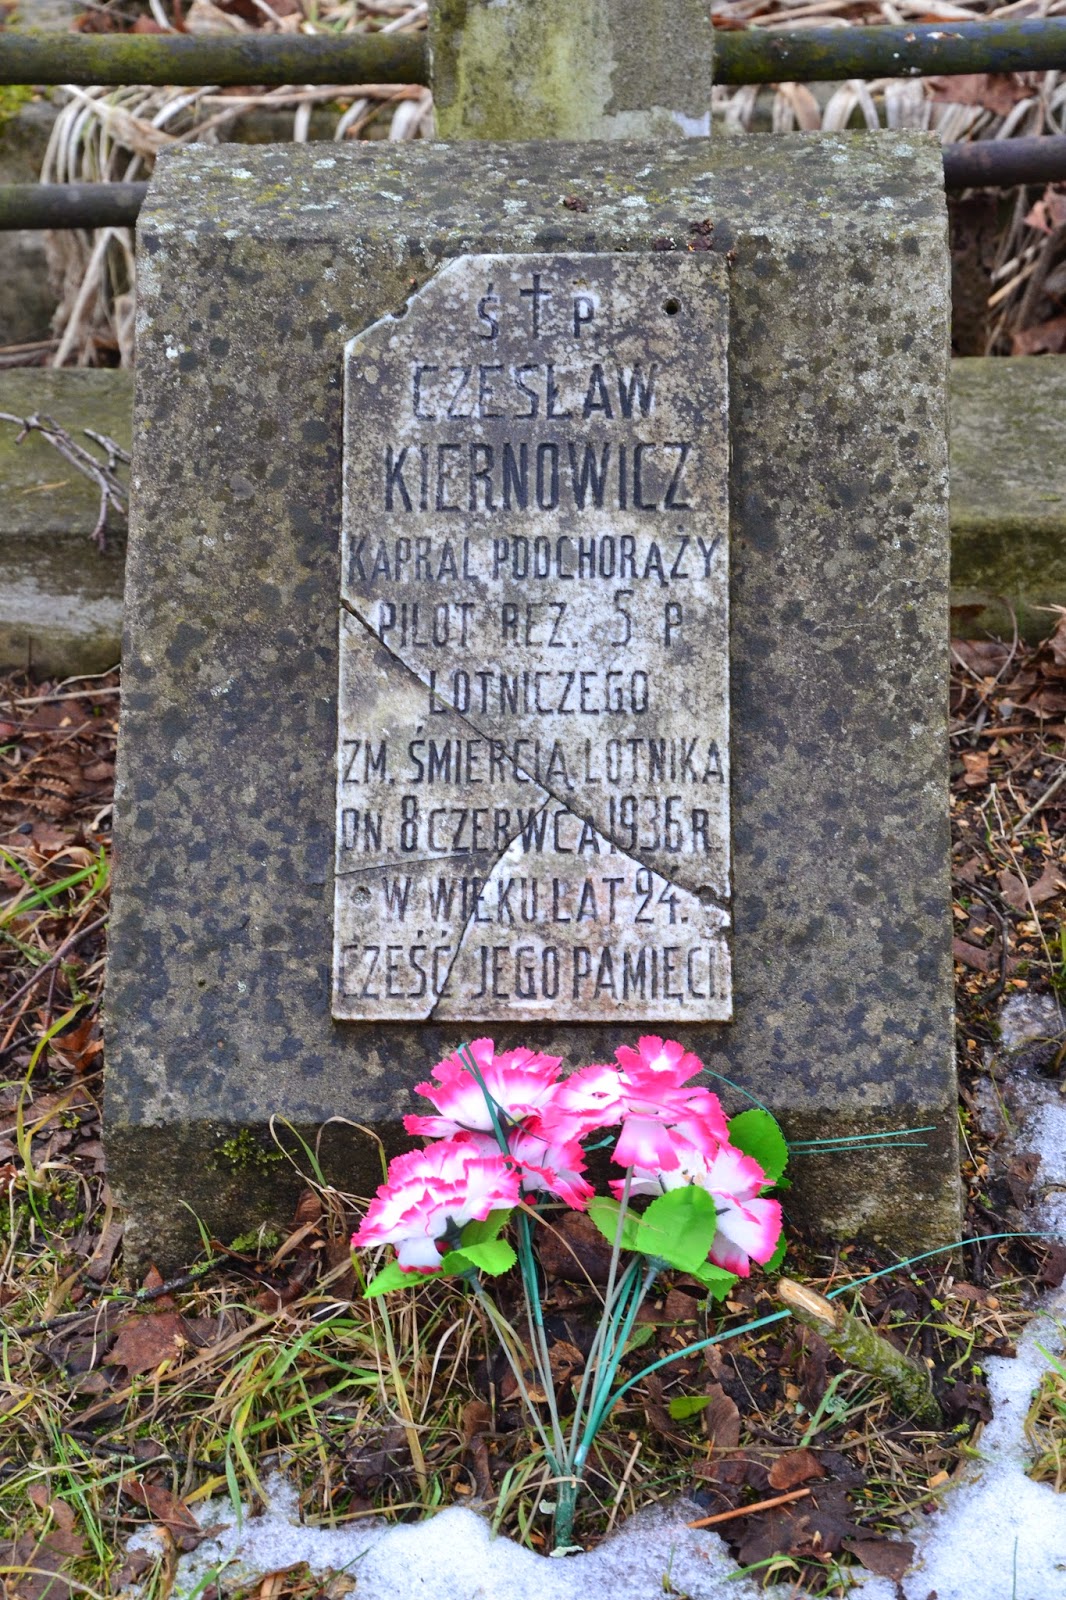 Ś † P
CZESŁAW
KIERNOWICZ
KAPRAL PODCHORĄŻY
PILOT REZ. 5 P
LOTNICZEGO
ZM. ŚMIERCIĄ LOTNIKA
DN. 8 CZERWCA 1936 R.
W WIEKU LAT 24.
CZEŚĆ JEGO PAMIĘCI.